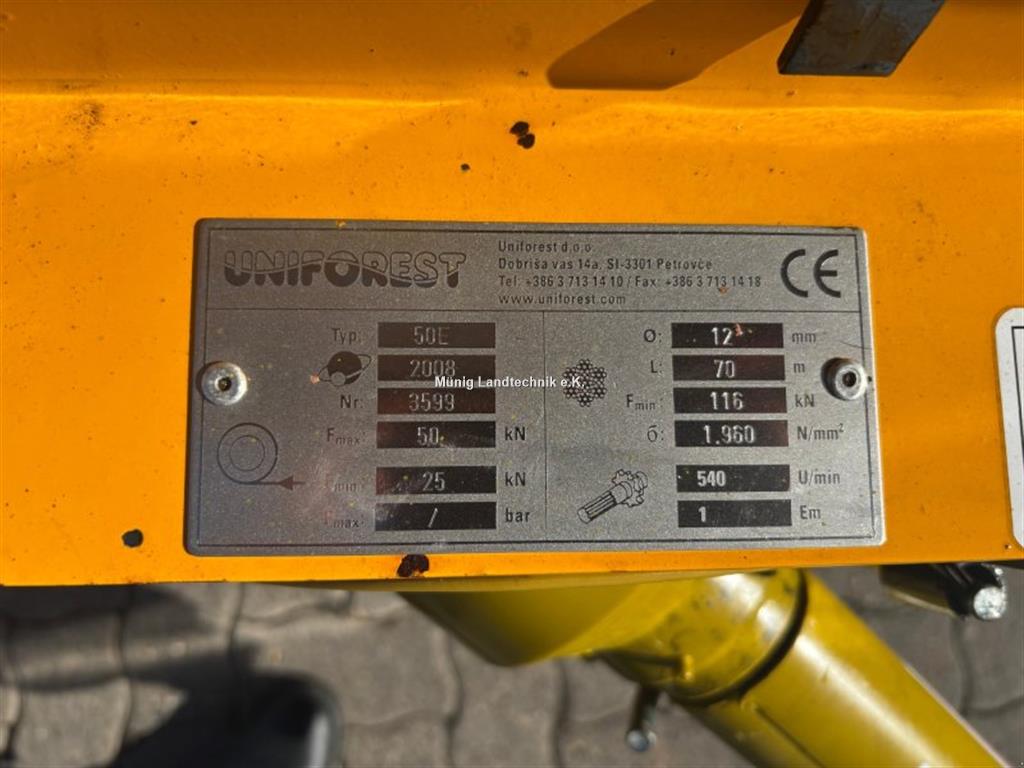 UNIFOREST
Uniforest d.o.o.
Dobriša vas 14a, SI-3301 Petrovče
Tel: +386 3 713 14 10 / Fax: +386 3 713 14 18
www.uniforest.com
CE
Typ: 50E
2008
Nr: 3599
Fmax: 50 kN
Fmin: 25 kN
max: / bar
Ø: 12 mm
L: 70 m
Fmin: 116 kN
б: 1.960 N/mm²
540 U/min
1 Em
Münig Landtechnik e.K.